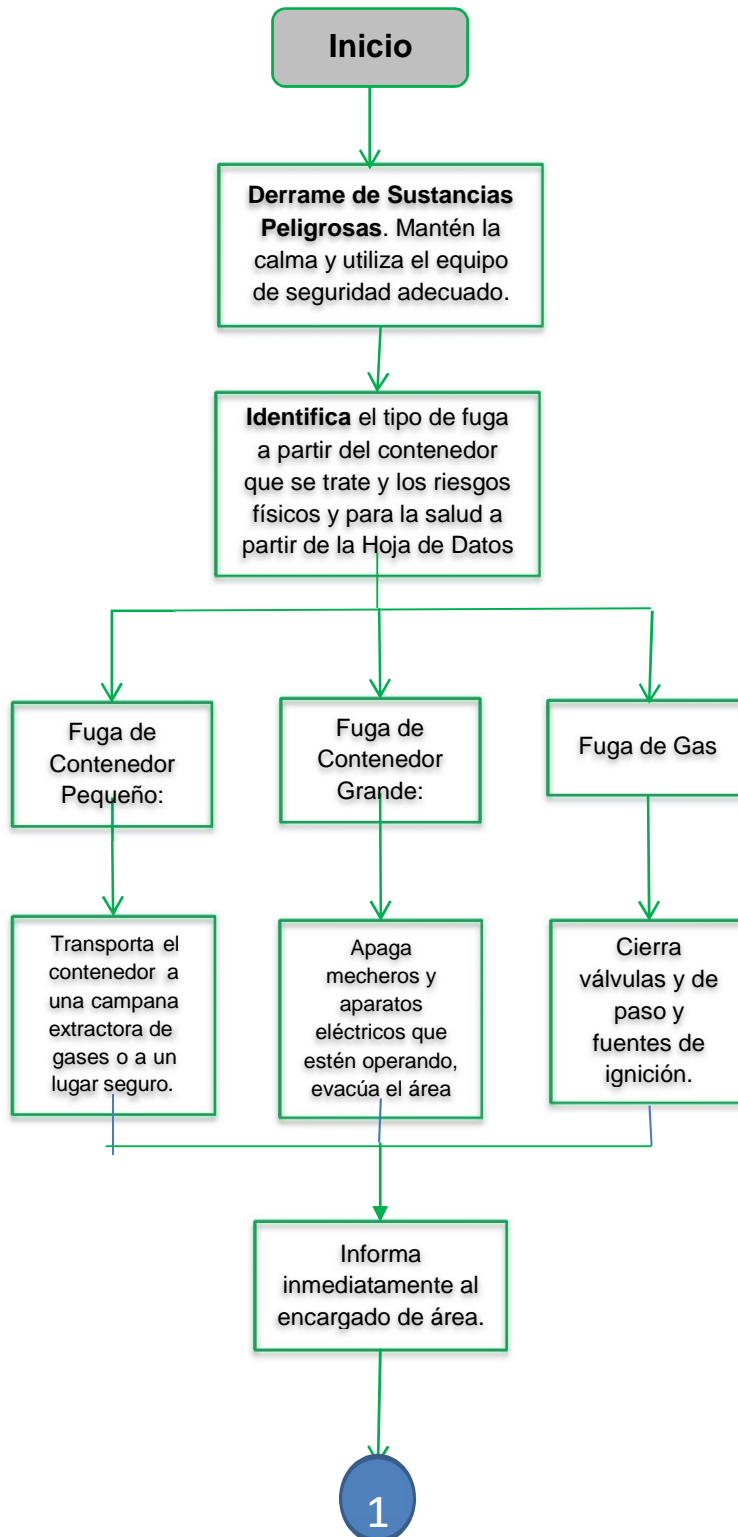 Inicio
Derrame de Sustancias
Peligrosas. Mantén la
calma y utiliza el equipo
de seguridad adecuado.
Identifica el tipo de fuga
a partir del contenedor
que se trate y los riesgos
físicos y para la salud a
partir de la Hoja de Datos
Fuga de
Contenedor
Pequeño:
Fuga de
Contenedor
Grande:
Fuga de Gas
Transporta el
contenedor a
una campana
extractora de
gases o a un
lugar seguro.
Apaga
mecheros y
aparatos
eléctricos que
estén operando,
evacúa el área
Cierra
válvulas y de
paso y
fuentes de
ignición.
Informa
inmediatamente al
encargado de área.
1